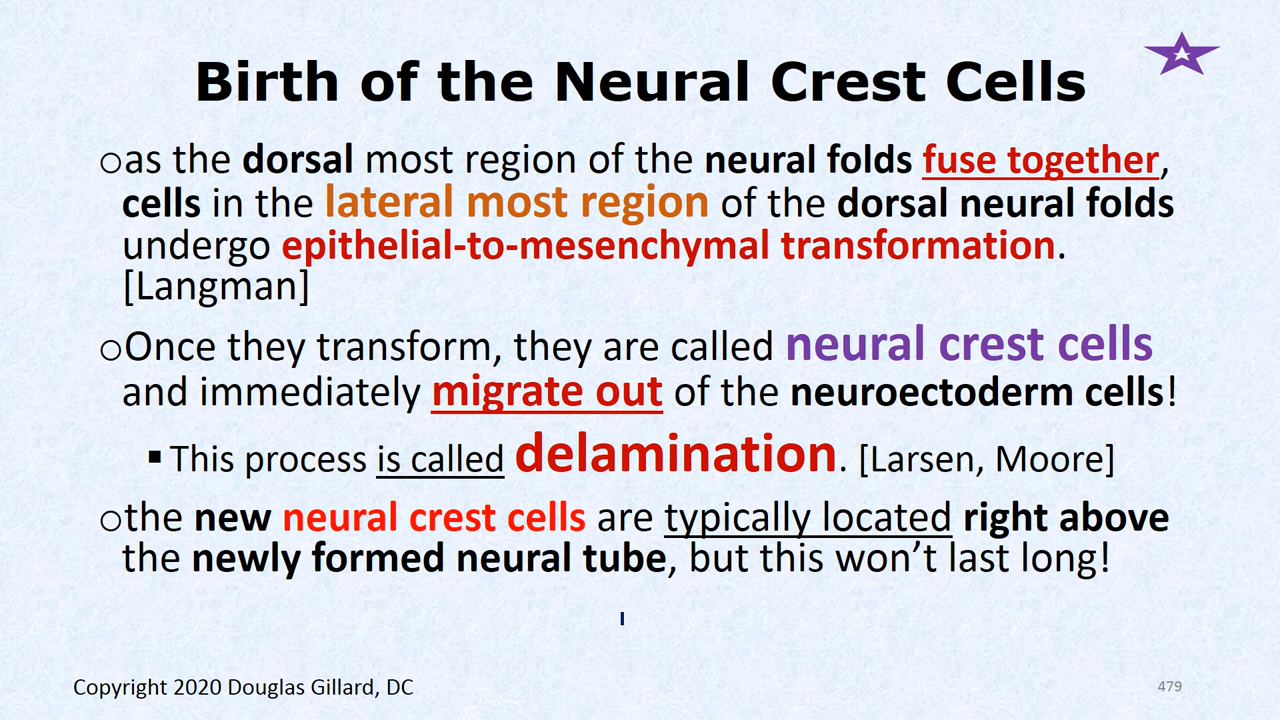 Birth of the Neural Crest Cells
○as the dorsal most region of the neural folds fuse together,
cells in the lateral most region of the dorsal neural folds
undergo epithelial-to-mesenchymal transformation.
[Langman]
○Once they transform, they are called neural crest cells
and immediately migrate out of the neuroectoderm cells!
▪This process is called delamination. [Larsen, Moore]
○the new neural crest cells are typically located right above
the newly formed neural tube, but this won’t last long!
Copyright 2020 Douglas Gillard, DC
479